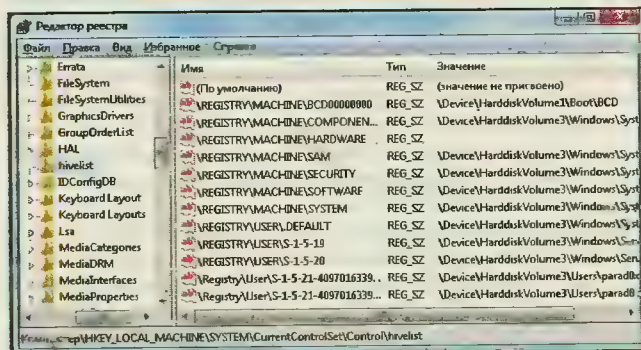 Редактор реестра
Файл Правка Вид Избранное Справка
Errata
FileSystem
FileSystemUtilities
GraphicsDrivers
GroupOrderList
HAL
hivelist
IDConfigDB
Keyboard Layout
Keyboard Layouts
Lsa
MediaCategories
MediaDRM
MediaInterfaces
MediaProperties
Имя Тип Значение
(По умолчанию) REG_SZ (значение не присвоено)
\REGISTRY\MACHINE\BCD00000000 REG_SZ \Device\HarddiskVolume1\Boot\BCD
\REGISTRY\MACHINE\COMPONEN... REG_SZ \Device\HarddiskVolume3\Windows\Syst
\REGISTRY\MACHINE\HARDWARE REG_SZ
\REGISTRY\MACHINE\SAM REG_SZ \Device\HarddiskVolume3\Windows\Syst
\REGISTRY\MACHINE\SECURITY REG_SZ \Device\HarddiskVolume3\Windows\Syst
\REGISTRY\MACHINE\SOFTWARE REG_SZ \Device\HarddiskVolume3\Windows\Syst
\REGISTRY\MACHINE\SYSTEM REG_SZ \Device\HarddiskVolume3\Windows\Syst
\REGISTRY\USER\.DEFAULT REG_SZ \Device\HarddiskVolume3\Windows\Syst
\REGISTRY\USER\S-1-5-19 REG_SZ \Device\HarddiskVolume3\Windows\Serv
\REGISTRY\USER\S-1-5-20 REG_SZ \Device\HarddiskVolume3\Windows\Serv
\Registry\User\S-1-5-21-4097016339... REG_SZ \Device\HarddiskVolume3\Users\parad0x
\Registry\User\S-1-5-21-4097016339... REG_SZ \Device\HarddiskVolume3\Users\parad0
\HKEY_LOCAL_MACHINE\SYSTEM\CurrentControlSet\Control\hivelist